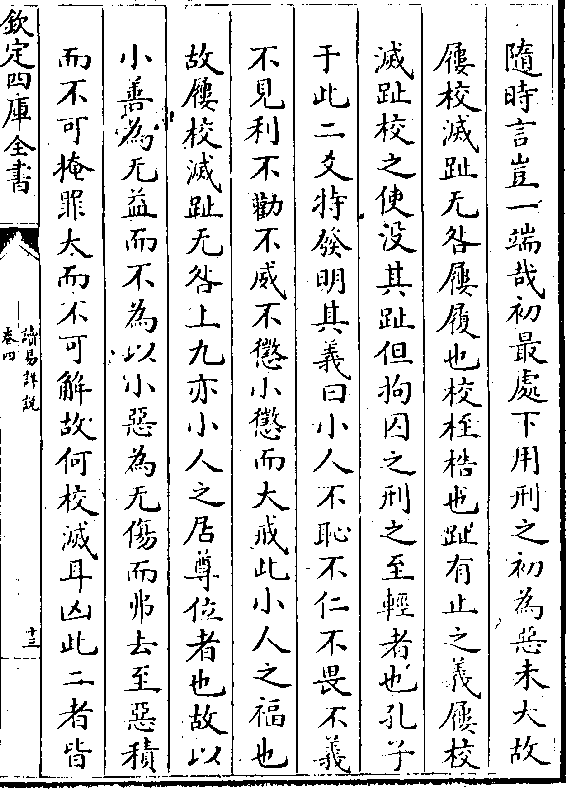 隨時言豈一端哉初最處下用刑之初為惡未大故
屨校滅趾无咎屨履也校桎梏也趾有止之義屨校
滅趾校之使没其趾但拘囚之刑之至輕者也孔子
于此二爻特發明其義曰小人不恥不仁不畏不義
不見利不勸不威不懲小懲而大戒此小人之福也
故屨校滅趾无咎上九亦小人之居尊位者也故以
小善為无益而不為以小惡為无傷而弗去至惡積
而不可掩罪大而不可解故何校滅耳凶此二者皆
欽定四庫全書
讀易詳說
卷四
十三